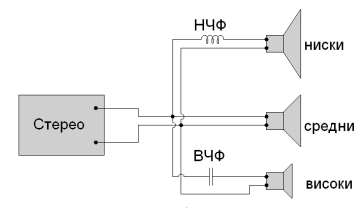 НЧФ
ниски
Стерео
средни
ВЧФ
високи